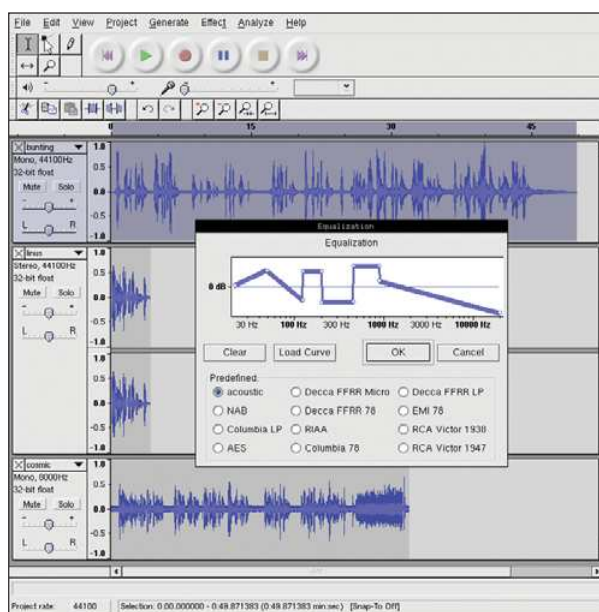 File Edit View Project Generate Effect Analyze Help
L R
0 15 30 45
bunting
Mono, 44100Hz
32-bit float
Mute Solo
- +
L R
1.0
0.5
0.0
-0.5
-1.0
linus
Stereo, 44100Hz
32-bit float
Mute Solo
- +
L R
1.0
0.5
0.0
-0.5
-1.0
1.0
0.5
0.0
-0.5
-1.0
cosmic
Mono, 8000Hz
32-bit float
Mute Solo
- +
L R
1.0
0.5
0.0
-0.5
-1.0
Equalization
Equalization
0 dB
30 Hz 100 Hz 300 Hz 1000 Hz 3000 Hz 10000 Hz
Clear Load Curve OK Cancel
Predefined:
acoustic Decca FFRR Micro Decca FFRR LP
NAB Decca FFRR 78 EMI 78
Columbia LP RIAA RCA Victor 1938
AES Columbia 78 RCA Victor 1947
Project rate: 44100 Selection: 0:00.000000 - 0:49.871383 (0:49.871383 min:sec) [Snap-To Off]